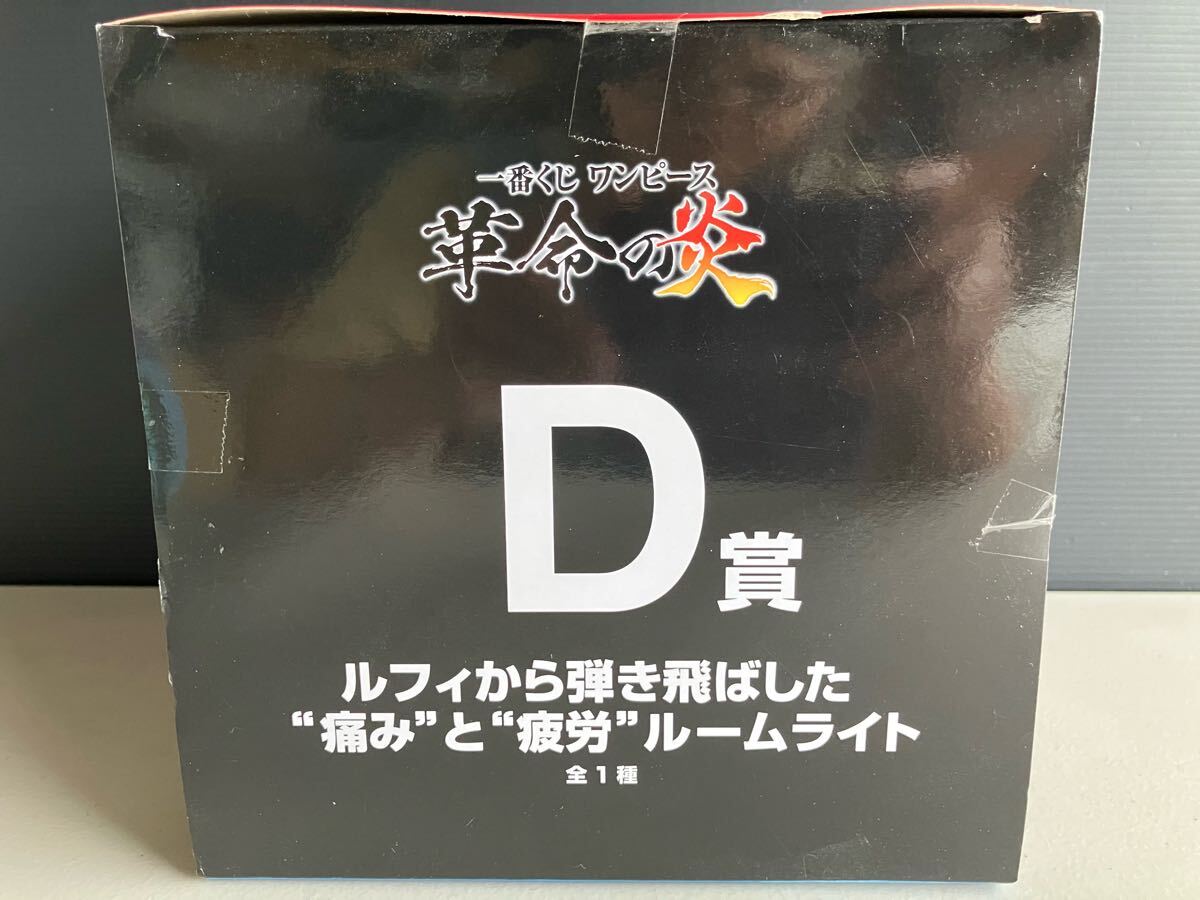 一番くじ ワンピース
革命の炎
D賞
ルフィから弾き飛ばした
“痛み”と“疲労”ルームライト
全1種